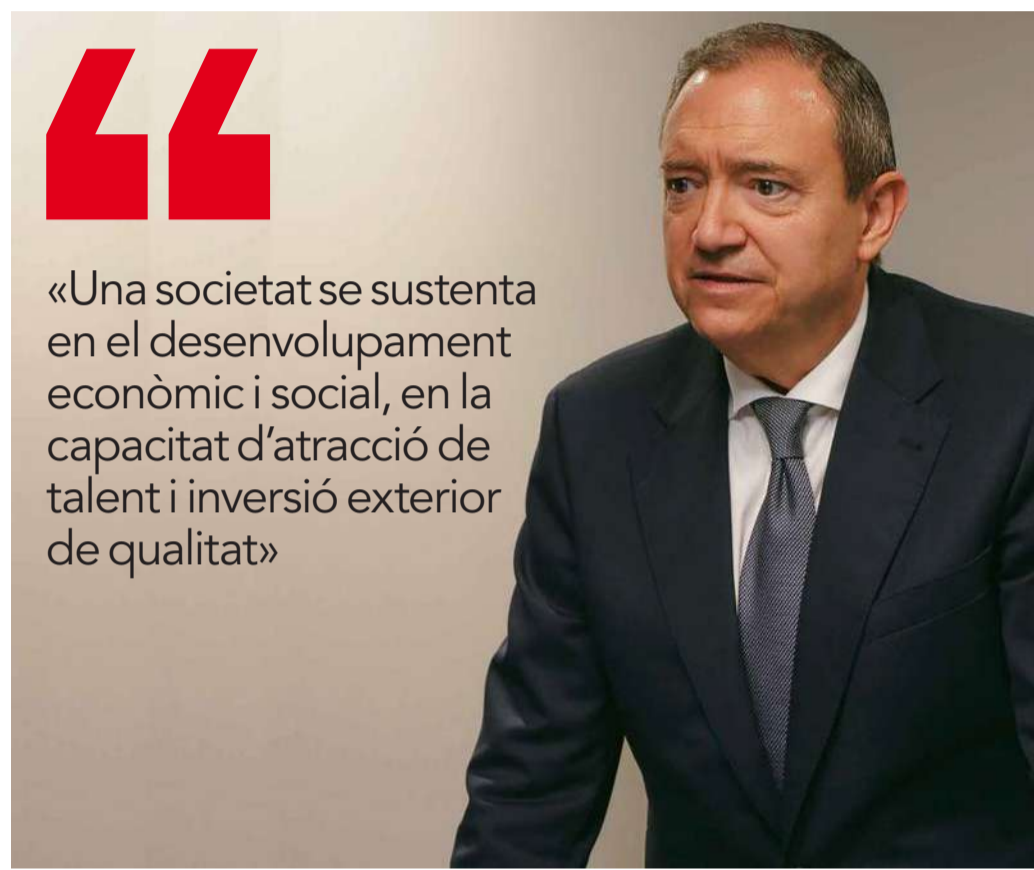 «Una societat se sustenta
en el desenvolupament
econòmic i social, en la
capacitat d’atracció de
talent i inversió exterior
de qualitat»